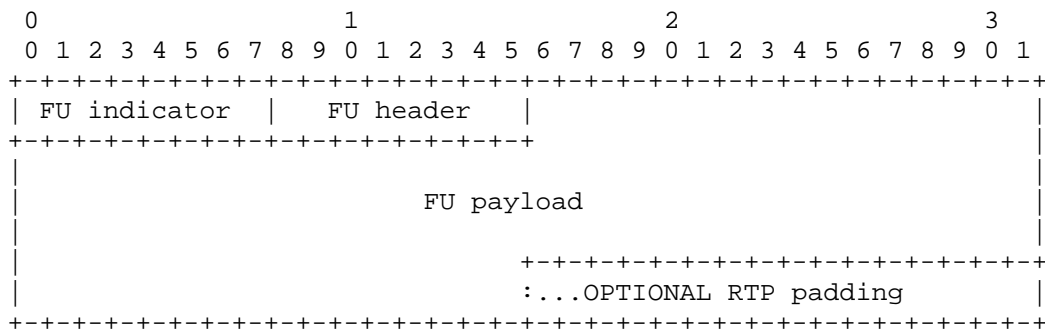 0                   1                   2                   3
 0 1 2 3 4 5 6 7 8 9 0 1 2 3 4 5 6 7 8 9 0 1 2 3 4 5 6 7 8 9 0 1
+-+-+-+-+-+-+-+-+-+-+-+-+-+-+-+-+-+-+-+-+-+-+-+-+-+-+-+-+-+-+-+-+
| FU indicator  |   FU header   |                               |
+-+-+-+-+-+-+-+-+-+-+-+-+-+-+-+-+                               |
|                                                               |
|                         FU payload                            |
|                                                               |
|                               +-+-+-+-+-+-+-+-+-+-+-+-+-+-+-+-+
|                               :...OPTIONAL RTP padding        |
+-+-+-+-+-+-+-+-+-+-+-+-+-+-+-+-+-+-+-+-+-+-+-+-+-+-+-+-+-+-+-+-+